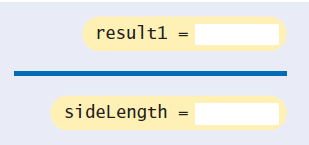 result1 =
sideLength =